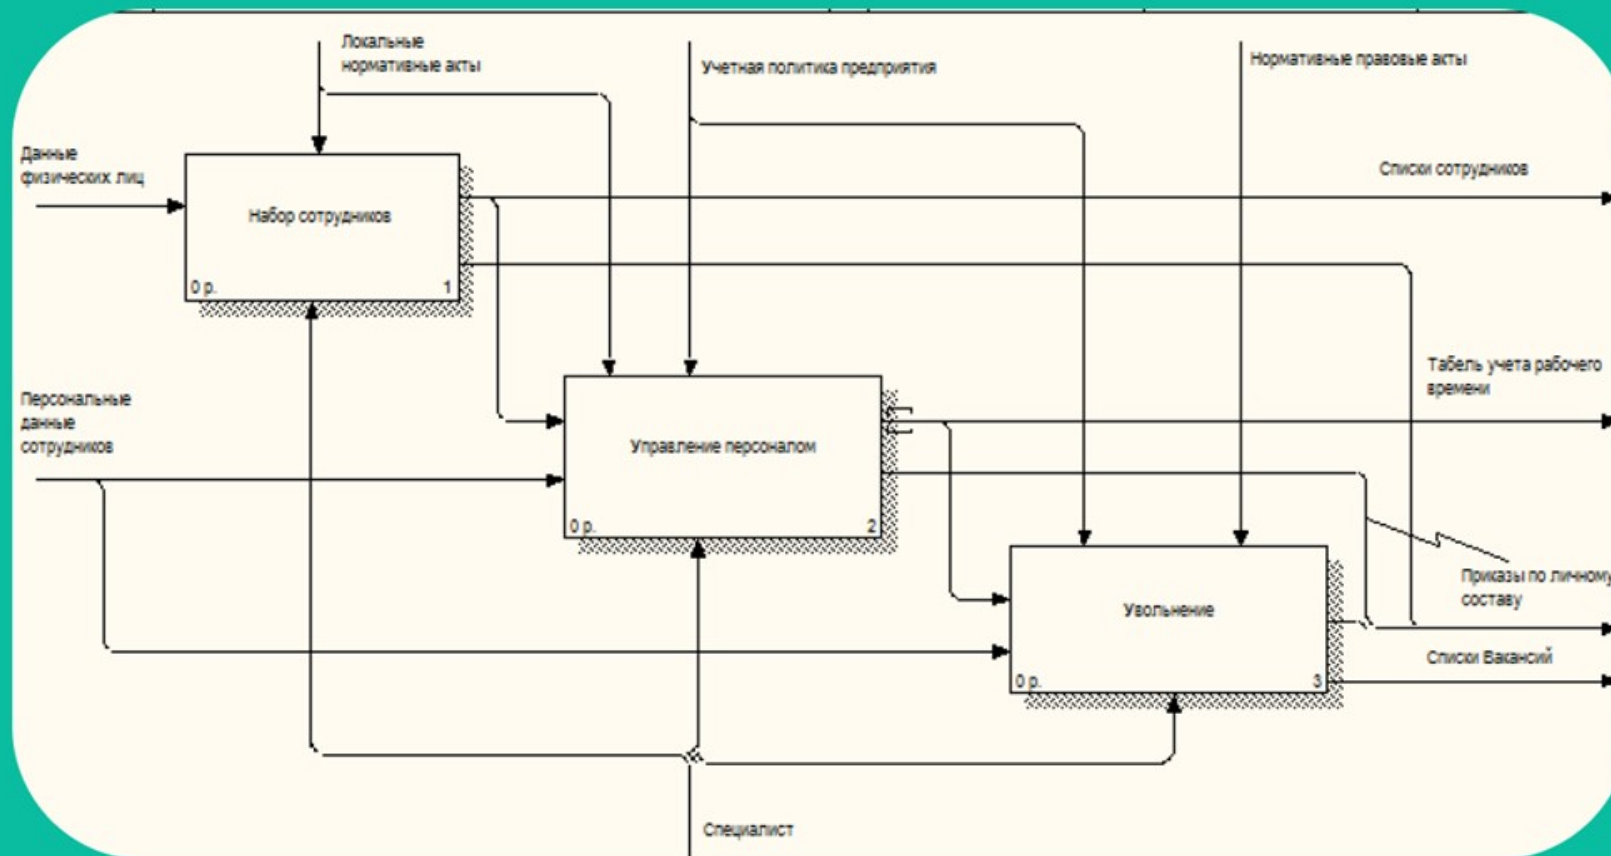 Локальные
нормативные акты
Учетная политика предприятия
Нормативные правовые акты
Данные
физических лиц
Списки сотрудников
Набор сотрудников
0 р.
1
Табель учета рабочего
времени
Персональные
данные
сотрудников
Управление персоналом
0 р.
2
Приказы по личному
составу
Увольнение
0 р.
3
Списки Вакансий
Специалист